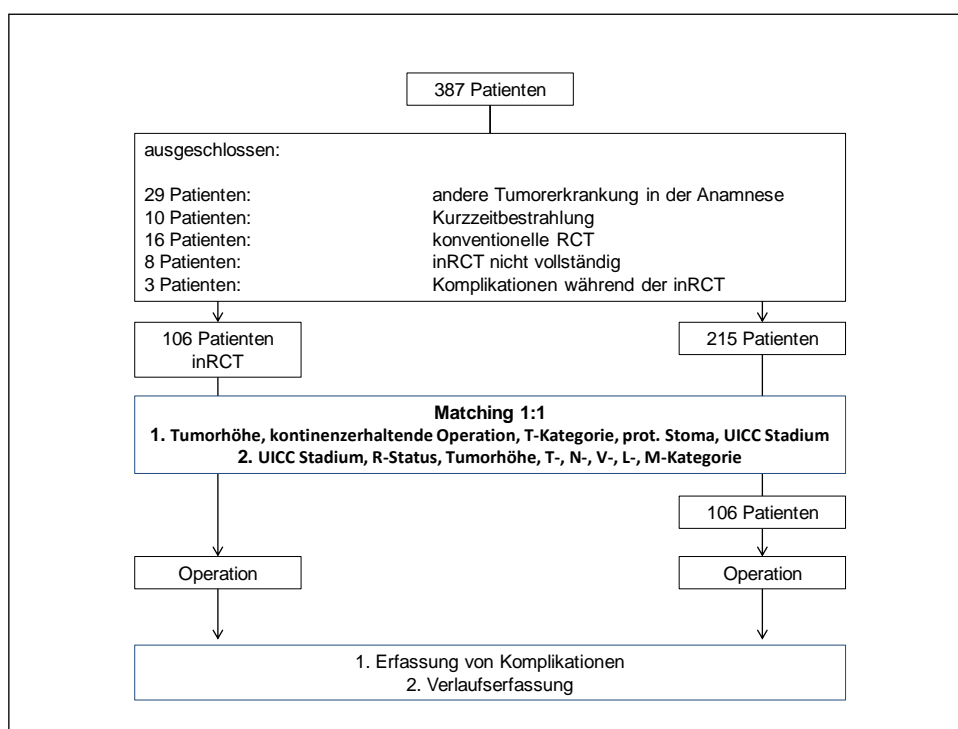 387 Patienten
ausgeschlossen:
29 Patienten: andere Tumorerkrankung in der Anamnese
10 Patienten: Kurzzeitbestrahlung
16 Patienten: konventionelle RCT
8 Patienten: inRCT nicht vollständig
3 Patienten: Komplikationen während der inRCT
106 Patienten
inRCT
215 Patienten
Matching 1:1
1. Tumorhöhe, kontinenzerhaltende Operation, T-Kategorie, prot. Stoma, UICC Stadium
2. UICC Stadium, R-Status, Tumorhöhe, T-, N-, V-, L-, M-Kategorie
106 Patienten
Operation
Operation
1. Erfassung von Komplikationen
2. Verlaufserfassung